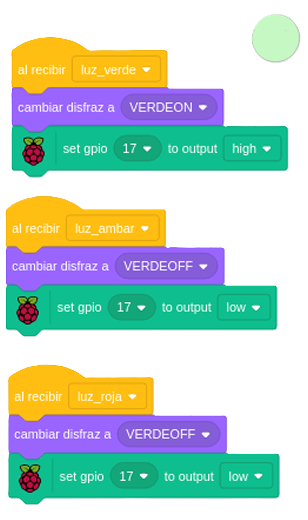 al recibir luz_verde
cambiar disfraz a VERDEON
set gpio 17 to output high
al recibir luz_ambar
cambiar disfraz a VERDEOFF
set gpio 17 to output low
al recibir luz_roja
cambiar disfraz a VERDEOFF
set gpio 17 to output low